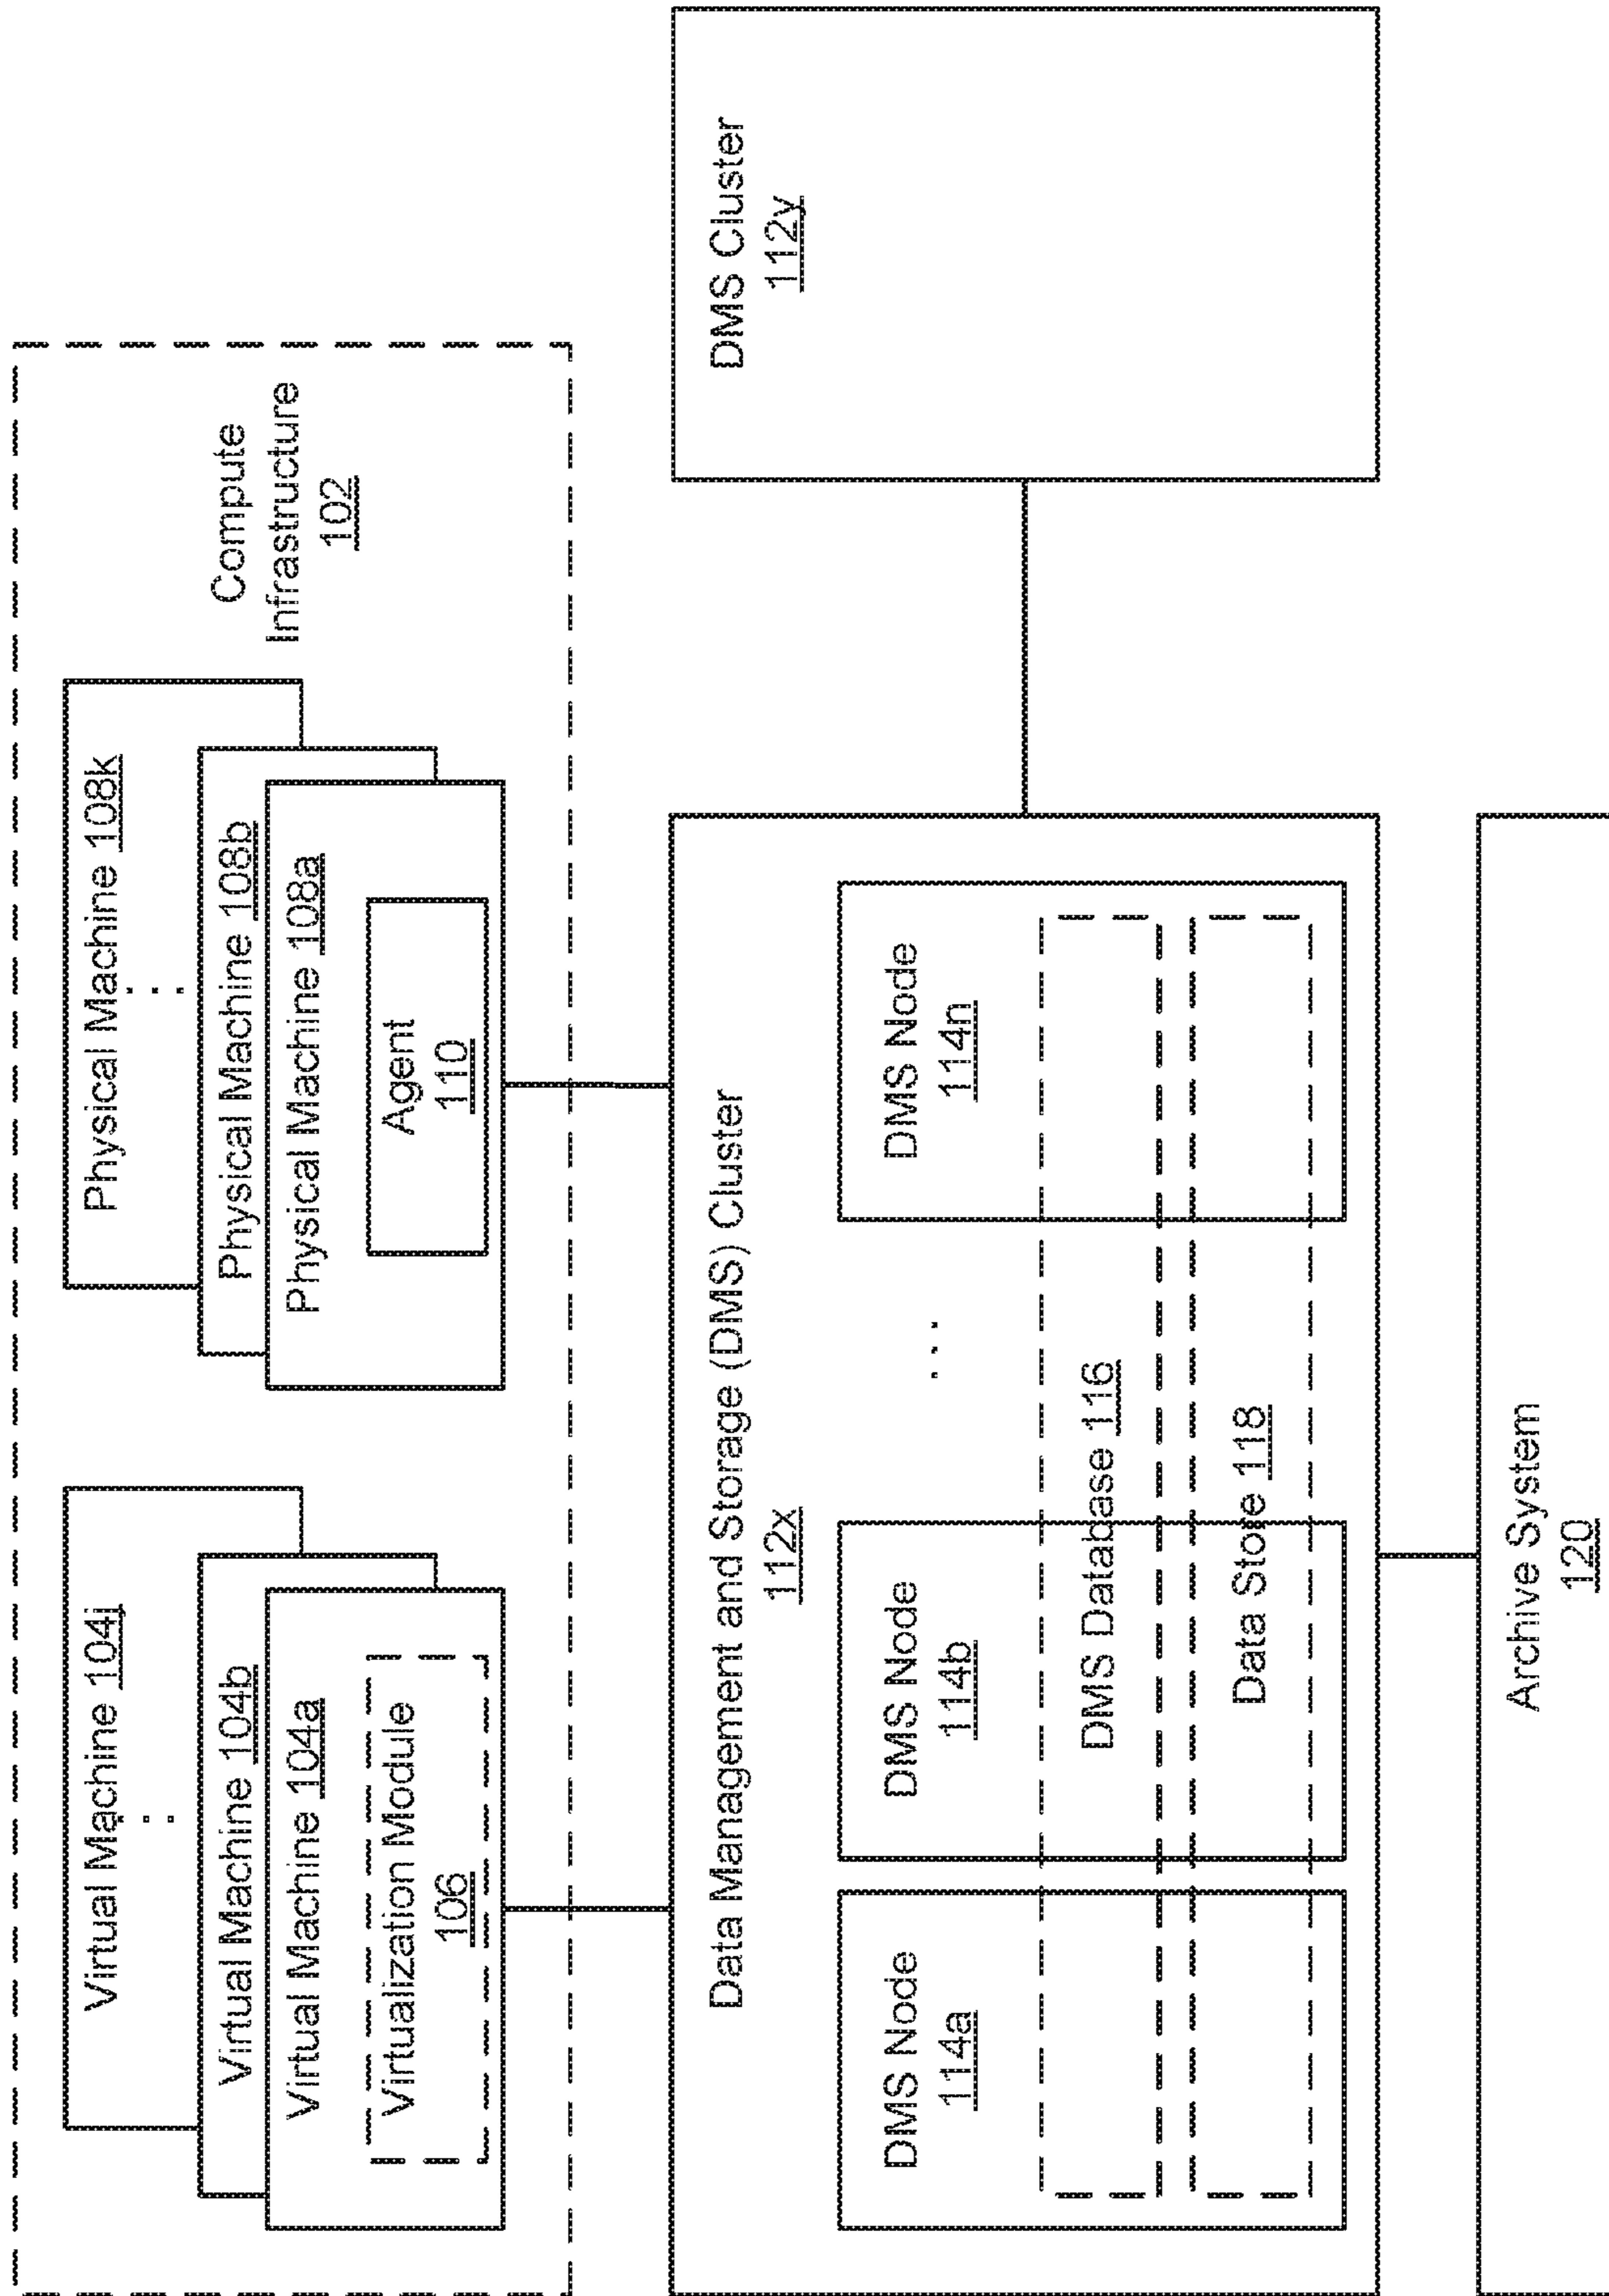 Compute
Infrastructure
102
Virtual Machine 104j
...
Virtual Machine 104b
Virtual Machine 104a
Virtualization Module
106
Physical Machine 108k
...
Physical Machine 108b
Physical Machine 108a
Agent
110
Data Management and Storage (DMS) Cluster
112x
DMS Node
114a
DMS Node
114b
...
DMS Node
114n
DMS Database 116
Data Store 118
DMS Cluster
112y
Archive System
120